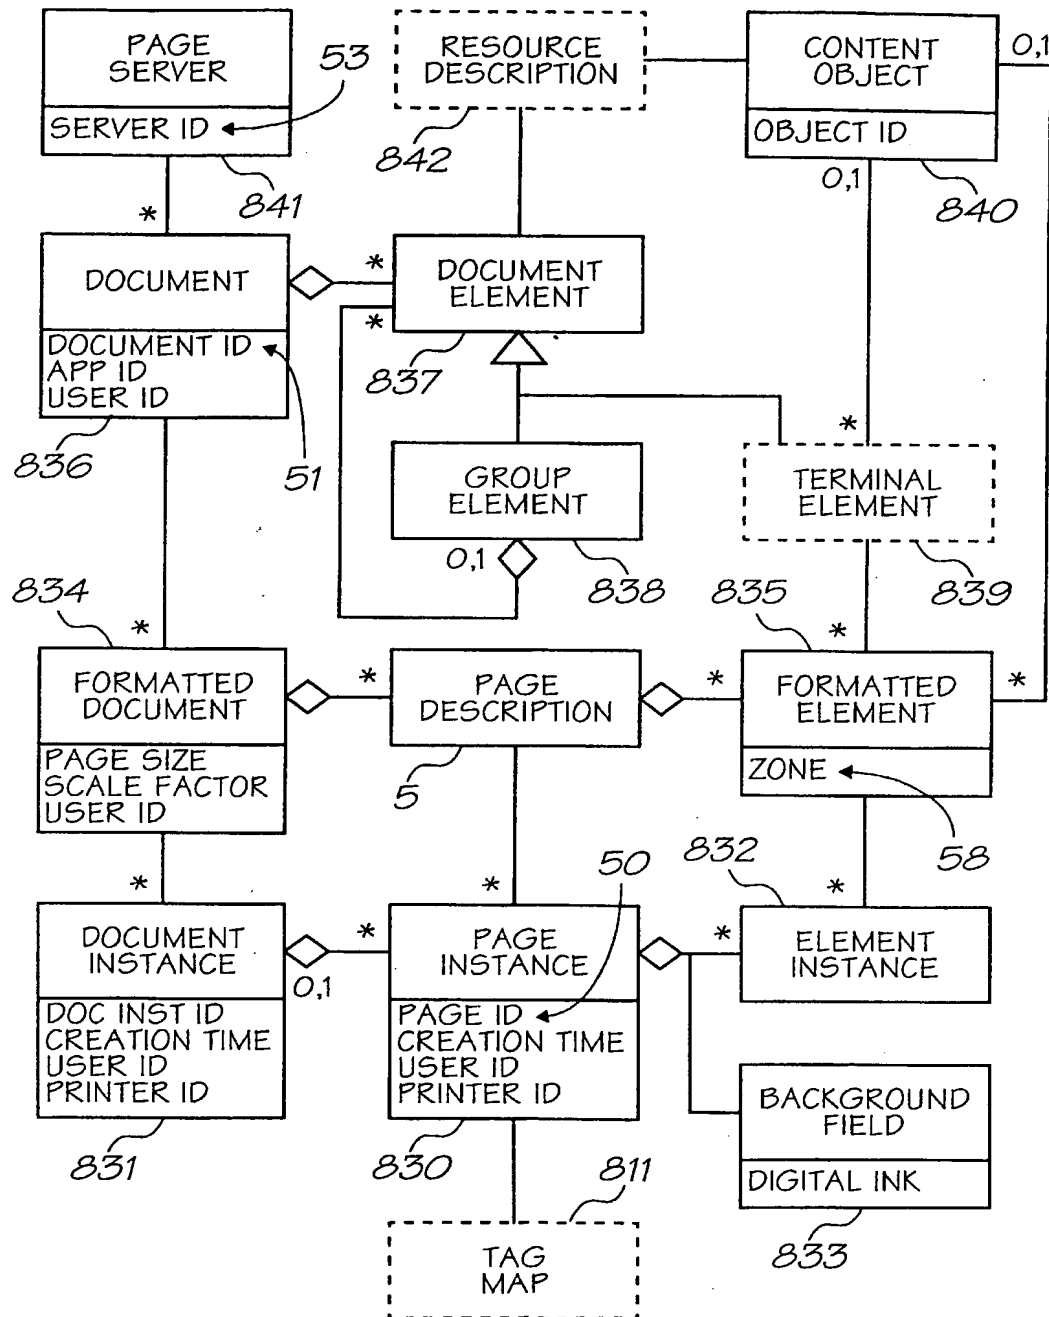 PAGE
SERVER
SERVER ID
53
841
*
RESOURCE
DESCRIPTION
842
CONTENT
OBJECT
OBJECT ID
0,1
0,1
840
DOCUMENT
DOCUMENT ID
APP ID
USER ID
836
51
*
*
DOCUMENT
ELEMENT
837
GROUP
ELEMENT
0,1
838
*
TERMINAL
ELEMENT
839
834
*
FORMATTED
DOCUMENT
PAGE SIZE
SCALE FACTOR
USER ID
*
PAGE
DESCRIPTION
5
835
*
*
*
FORMATTED
ELEMENT
ZONE
58
*
DOCUMENT
INSTANCE
DOC INST ID
CREATION TIME
USER ID
PRINTER ID
831
0,1
*
*
50
PAGE
INSTANCE
PAGE ID
CREATION TIME
USER ID
PRINTER ID
830
832
*
*
ELEMENT
INSTANCE
BACKGROUND
FIELD
DIGITAL INK
833
811
TAG
MAP